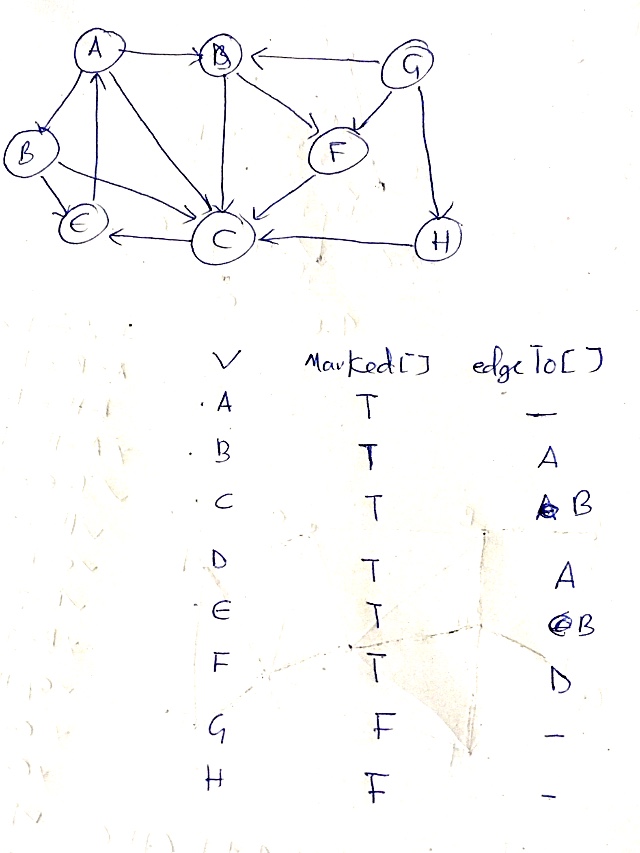 A
G
B
F
E
C
H
V Marked[] edgeTo[]
A T —
B T A
C T B
D T A
E T B
F T D
G F -
H F -